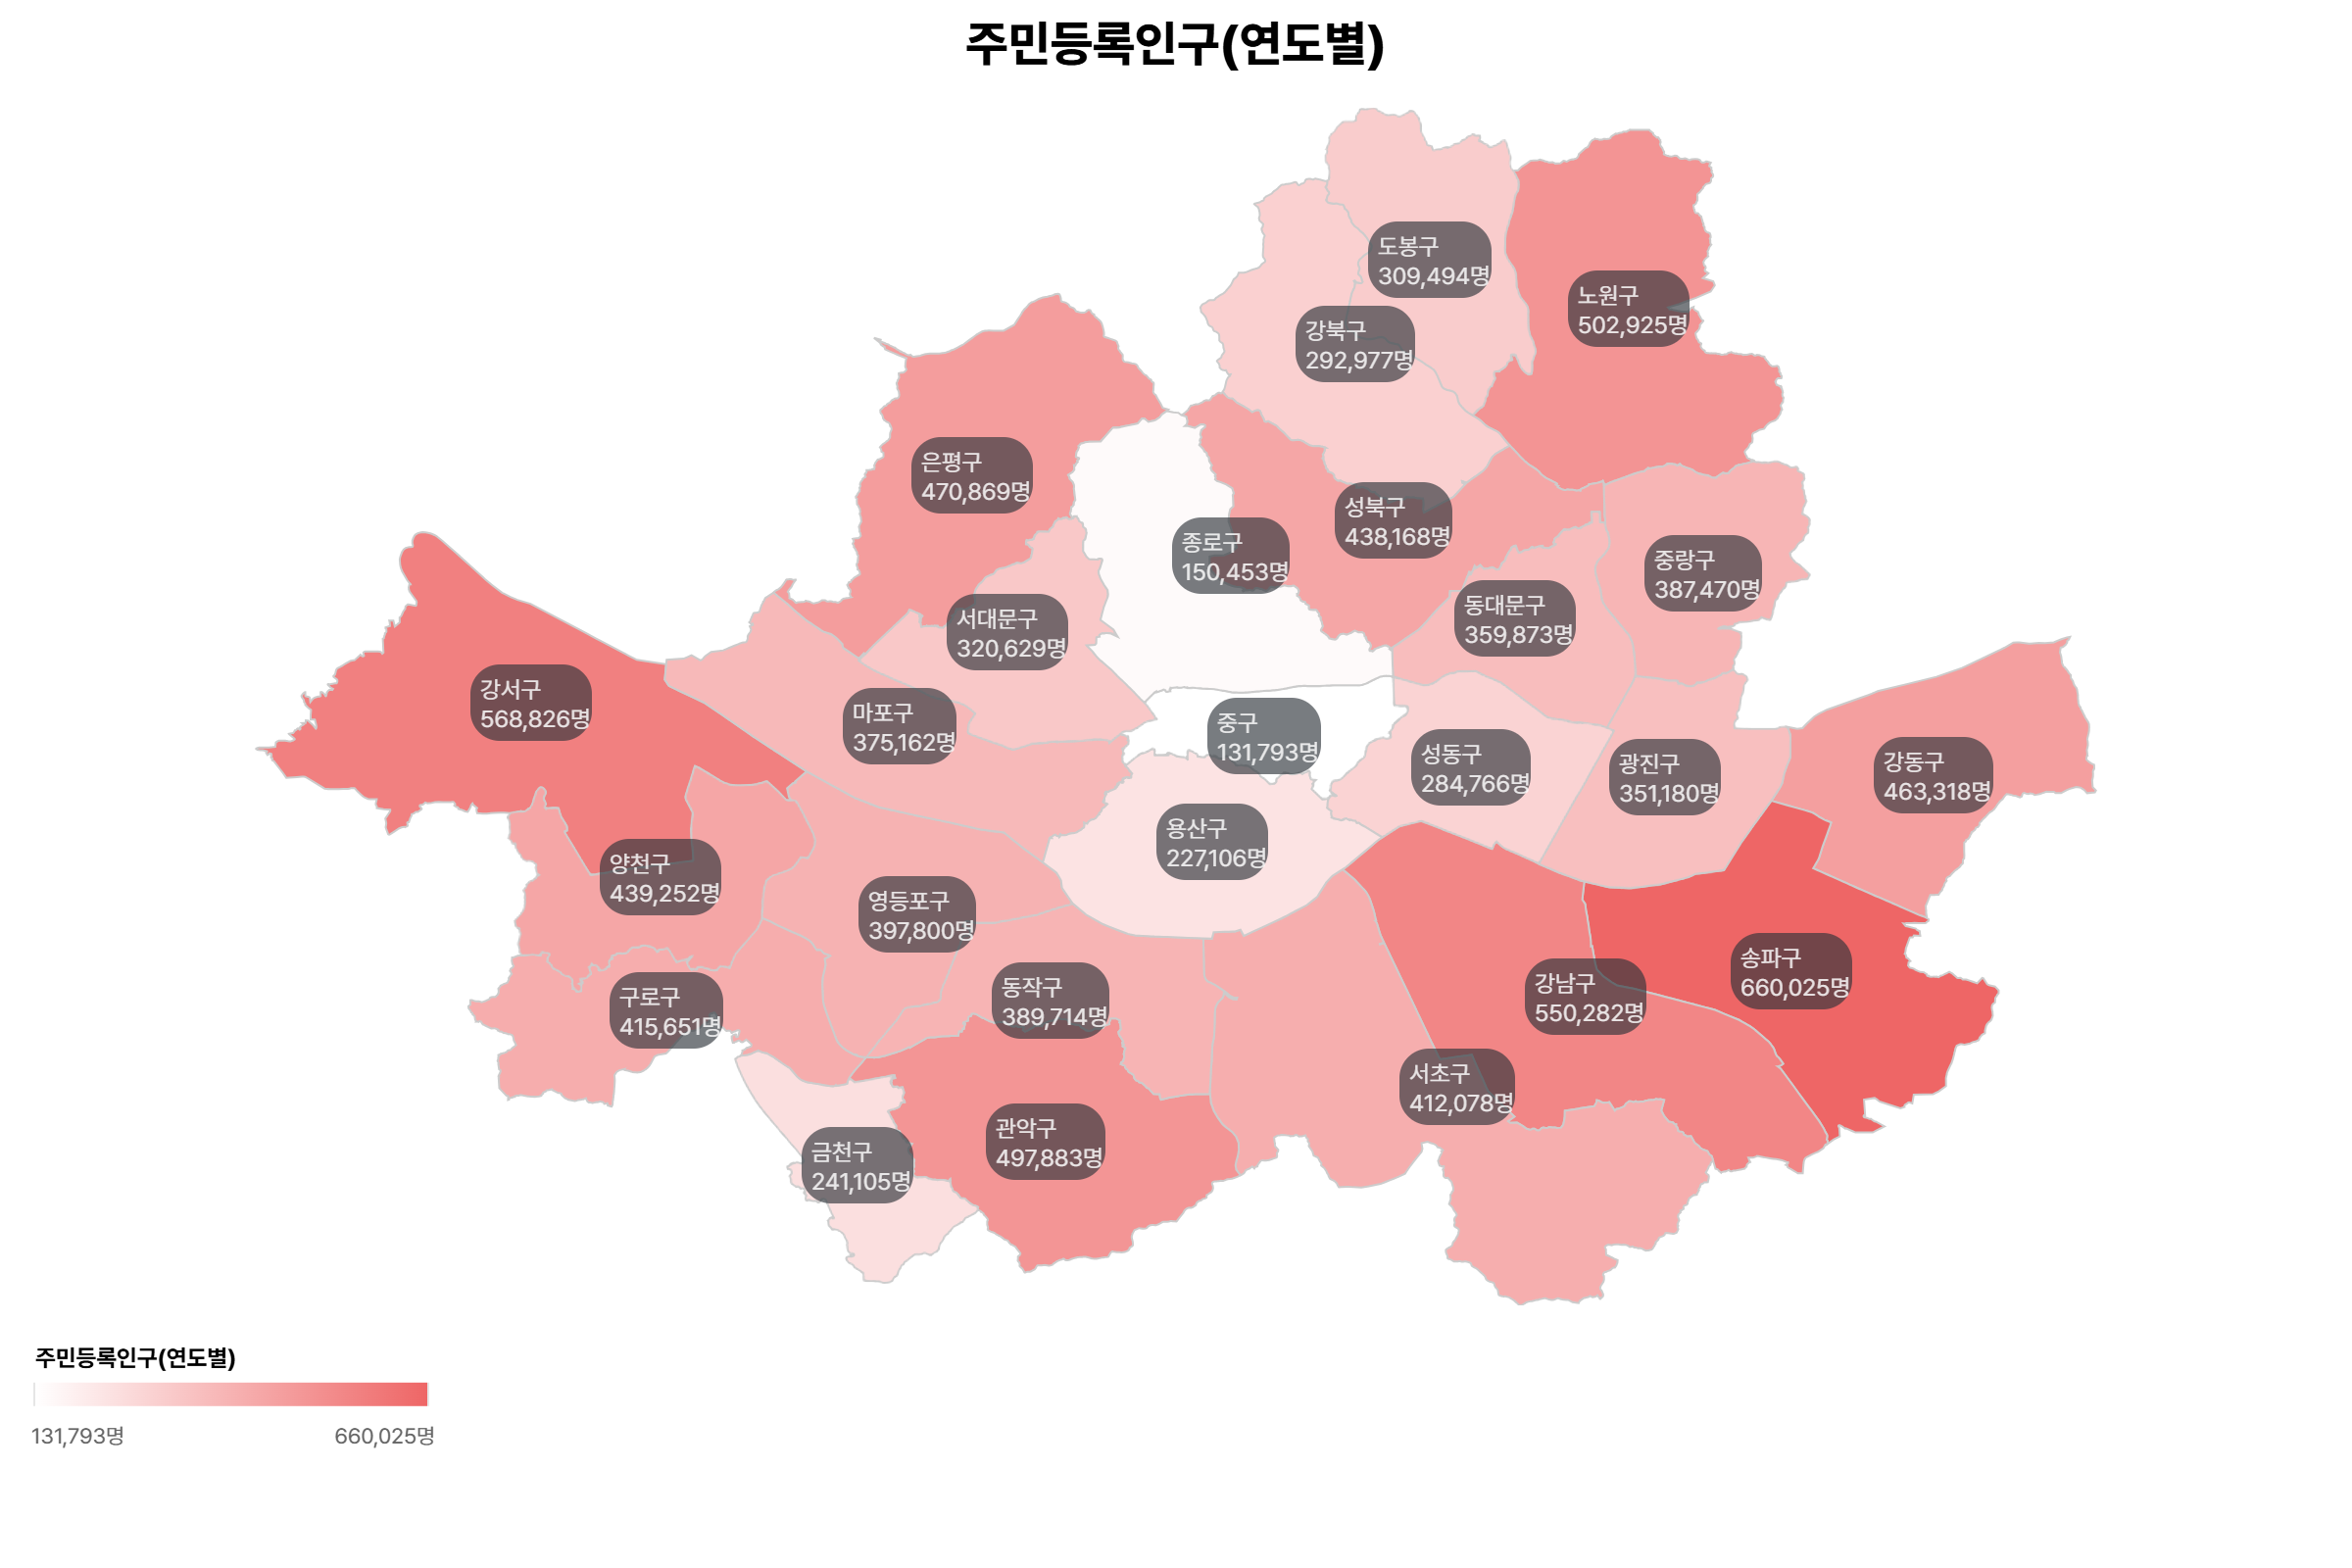 주민등록인구(연도별)
도봉구
309,494명
노원구
502,925명
강북구
292,977명
은평구
470,869명
성북구
438,168명
종로구
150,453명
중랑구
387,470명
동대문구
359,873명
서대문구
320,629명
강서구
568,826명
마포구
375,162명
중구
131,793명
성동구
284,766명
광진구
351,180명
강동구
463,318명
용산구
227,106명
양천구
439,252명
영등포구
397,800명
송파구
660,025명
강남구
550,282명
동작구
389,714명
구로구
415,651명
서초구
412,078명
관악구
497,883명
금천구
241,105명
주민등록인구(연도별)
131,793명
660,025명